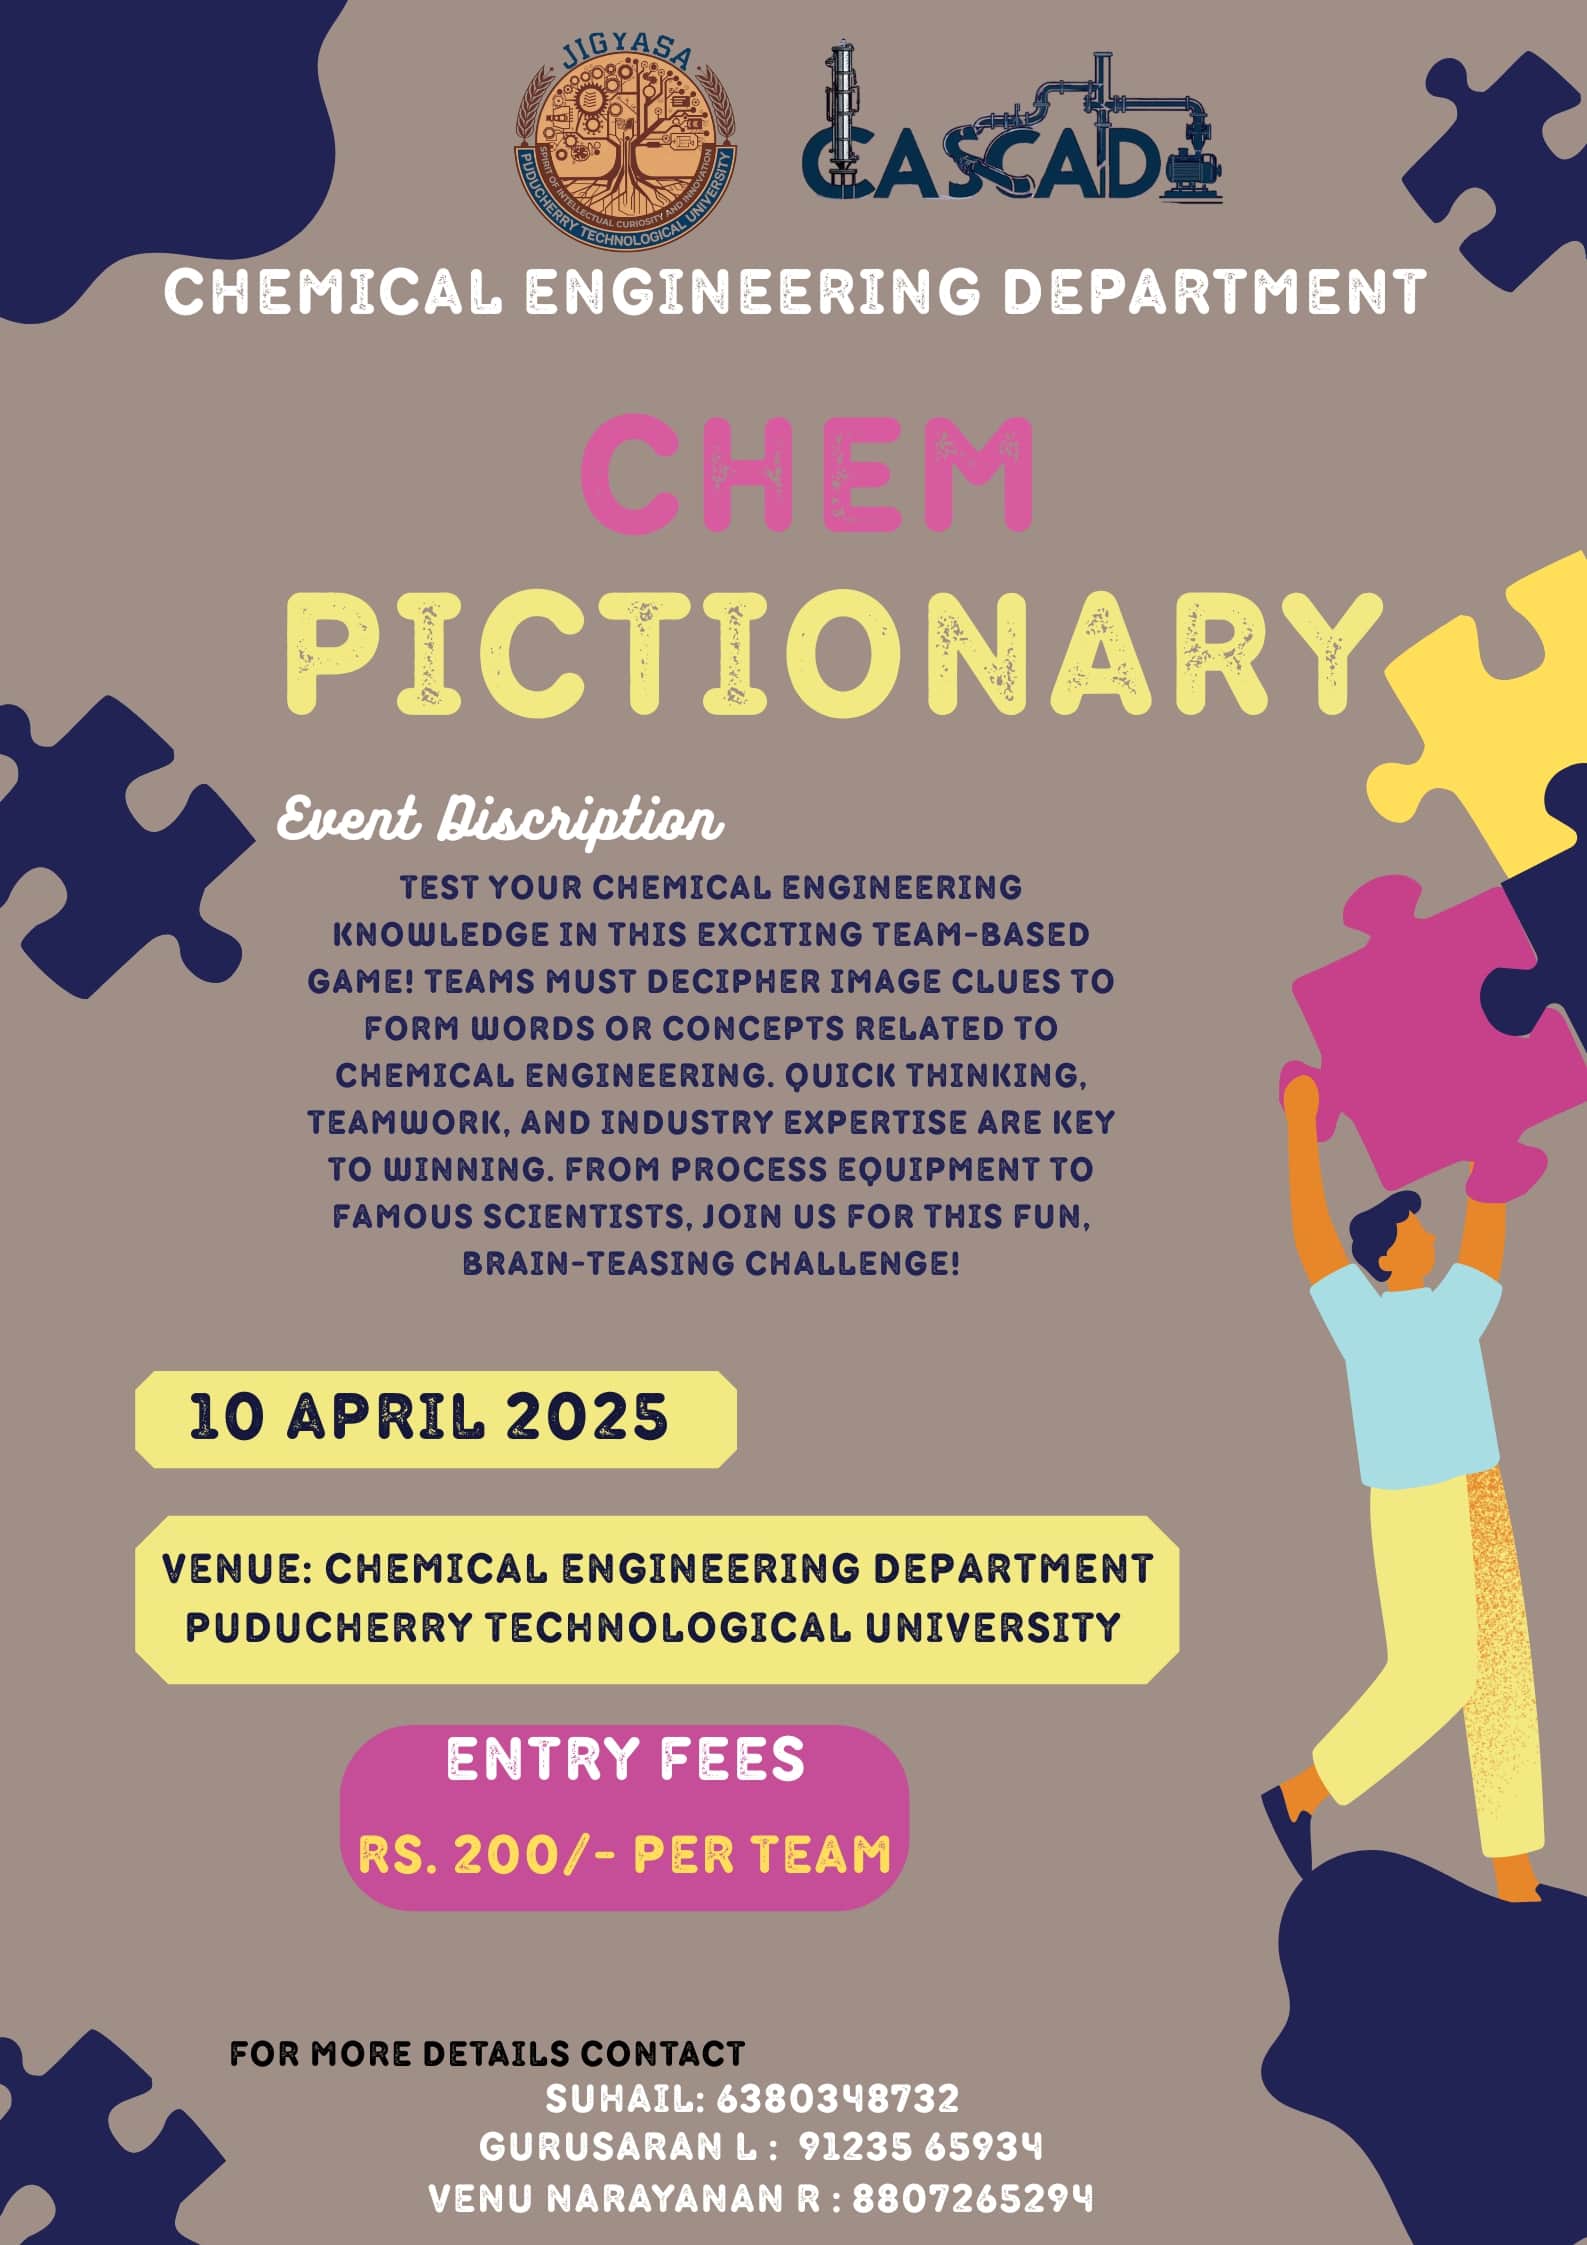 JIGYASA
SPIRIT OF INTELLECTUAL CURIOSITY AND INNOVATION
PUDUCHERRY TECHNOLOGICAL UNIVERSITY
CASCAD
CHEMICAL ENGINEERING DEPARTMENT
CHEM
PICTIONARY
Event Discription
TEST YOUR CHEMICAL ENGINEERING
KNOWLEDGE IN THIS EXCITING TEAM-BASED
GAME! TEAMS MUST DECIPHER IMAGE CLUES TO
FORM WORDS OR CONCEPTS RELATED TO
CHEMICAL ENGINEERING. QUICK THINKING,
TEAMWORK, AND INDUSTRY EXPERTISE ARE KEY
TO WINNING. FROM PROCESS EQUIPMENT TO
FAMOUS SCIENTISTS, JOIN US FOR THIS FUN,
BRAIN-TEASING CHALLENGE!
10 APRIL 2025
VENUE: CHEMICAL ENGINEERING DEPARTMENT
PUDUCHERRY TECHNOLOGICAL UNIVERSITY
ENTRY FEES
RS. 200/- PER TEAM
FOR MORE DETAILS CONTACT
SUHAIL: 6380348732
GURUSARAN L : 91235 65934
VENU NARAYANAN R : 8807265294